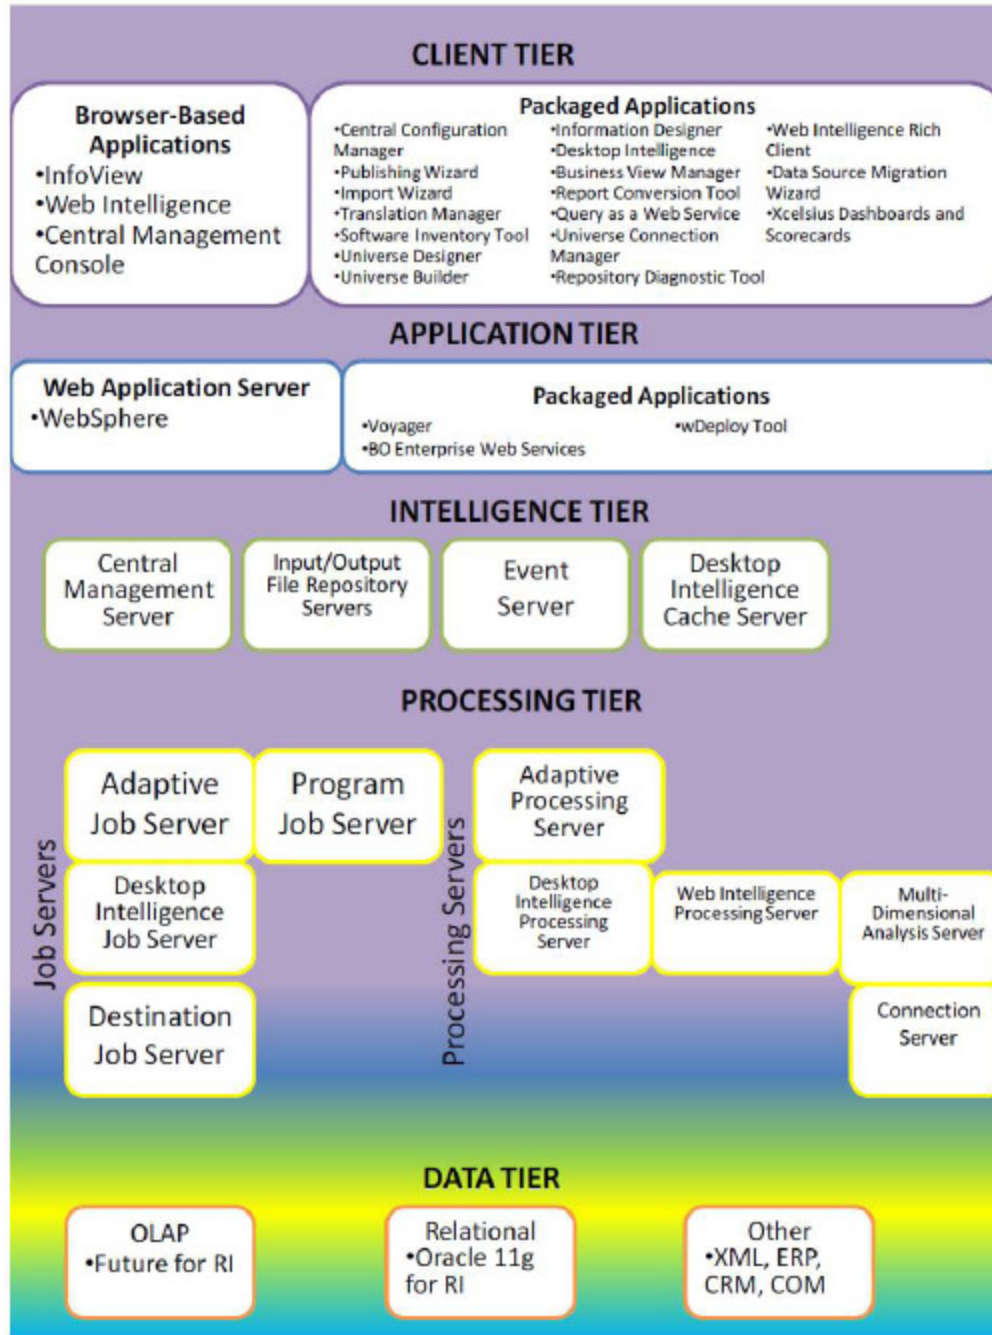 CLIENT TIER
Browser-Based
Applications
•InfoView
•Web Intelligence
•Central Management
Console
Packaged Applications
•Central Configuration
Manager
•Publishing Wizard
•Import Wizard
•Translation Manager
•Software Inventory Tool
•Universe Designer
•Universe Builder
•Information Designer
•Desktop Intelligence
•Business View Manager
•Report Conversion Tool
•Query as a Web Service
•Universe Connection
Manager
•Repository Diagnostic Tool
•Web Intelligence Rich
Client
•Data Source Migration
Wizard
•Xcelsius Dashboards and
Scorecards
APPLICATION TIER
Web Application Server
•WebSphere
Packaged Applications
•Voyager
•BO Enterprise Web Services
•wDeploy Tool
INTELLIGENCE TIER
Central
Management
Server
Input/Output
File Repository
Servers
Event
Server
Desktop
Intelligence
Cache Server
PROCESSING TIER
Job Servers
Adaptive
Job Server
Program
Job Server
Desktop
Intelligence
Job Server
Destination
Job Server
Processing Servers
Adaptive
Processing
Server
Desktop
Intelligence
Processing
Server
Web Intelligence
Processing Server
Multi-
Dimensional
Analysis Server
Connection
Server
DATA TIER
OLAP
•Future for RI
Relational
•Oracle 11g
for RI
Other
•XML, ERP,
CRM, COM